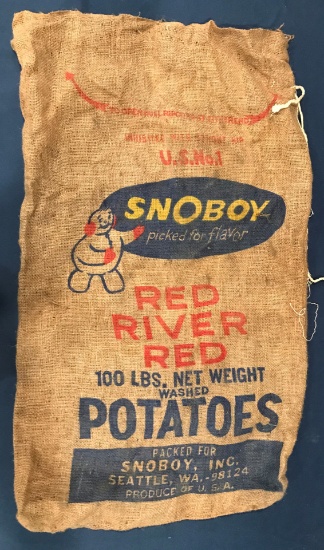 U.S. No.1
SNOBOY
picked for flavor
RED
RIVER
RED
100 LBS. NET WEIGHT
WASHED
POTATOES
PACKED FOR
SNOBOY, INC.
SEATTLE, WA. 98124
PRODUCE OF U.S.A.